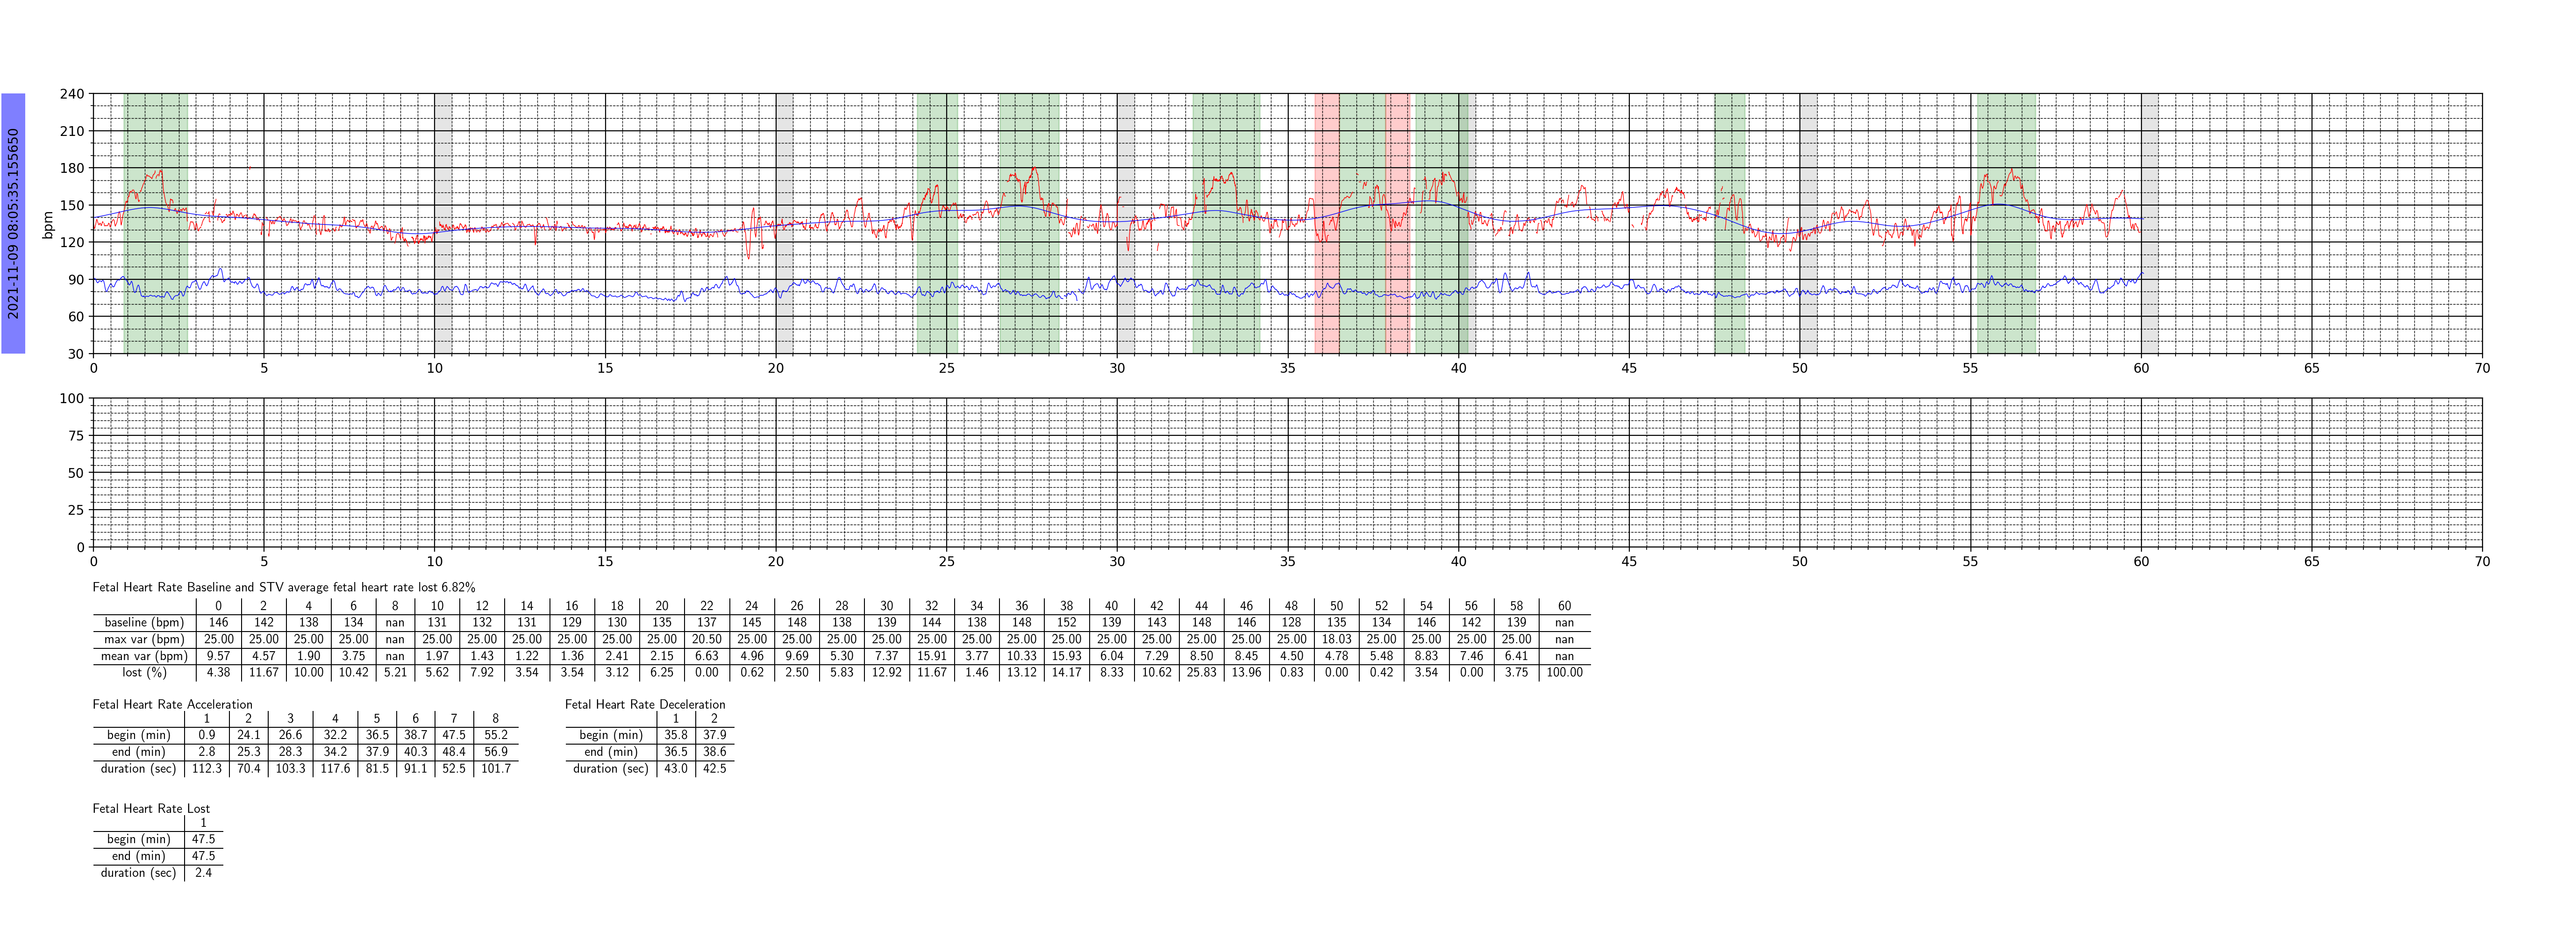 2021-11-09 08:05:35.155650
bpm
240
210
180
150
120
90
60
30
0 5 10 15 20 25 30 35 40 45 50 55 60 65 70
100
75
50
25
0
0 5 10 15 20 25 30 35 40 45 50 55 60 65 70
Fetal Heart Rate Baseline and STV average fetal heart rate lost 6.82%
0 2 4 6 8 10 12 14 16 18 20 22 24 26 28 30 32 34 36 38 40 42 44 46 48 50 52 54 56 58 60
baseline (bpm) 146 142 138 134 nan 131 132 131 129 130 135 137 145 148 138 139 144 138 148 152 139 143 148 146 128 135 134 146 142 139 nan
max var (bpm) 25.00 25.00 25.00 25.00 nan 25.00 25.00 25.00 25.00 25.00 25.00 20.50 25.00 25.00 25.00 25.00 25.00 25.00 25.00 25.00 25.00 25.00 25.00 25.00 25.00 18.03 25.00 25.00 25.00 25.00 nan
mean var (bpm) 9.57 4.57 1.90 3.75 nan 1.97 1.43 1.22 1.36 2.41 2.15 6.63 4.96 9.69 5.30 7.37 15.91 3.77 10.33 15.93 6.04 7.29 8.50 8.45 4.50 4.78 5.48 8.83 7.46 6.41 nan
lost (%) 4.38 11.67 10.00 10.42 5.21 5.62 7.92 3.54 3.54 3.12 6.25 0.00 0.62 2.50 5.83 12.92 11.67 1.46 13.12 14.17 8.33 10.62 25.83 13.96 0.83 0.00 0.42 3.54 0.00 3.75 100.00
Fetal Heart Rate Acceleration
1 2 3 4 5 6 7 8
begin (min) 0.9 24.1 26.6 32.2 36.5 38.7 47.5 55.2
end (min) 2.8 25.3 28.3 34.2 37.9 40.3 48.4 56.9
duration (sec) 112.3 70.4 103.3 117.6 81.5 91.1 52.5 101.7
Fetal Heart Rate Deceleration
1 2
begin (min) 35.8 37.9
end (min) 36.5 38.6
duration (sec) 43.0 42.5
Fetal Heart Rate Lost
1
begin (min) 47.5
end (min) 47.5
duration (sec) 2.4